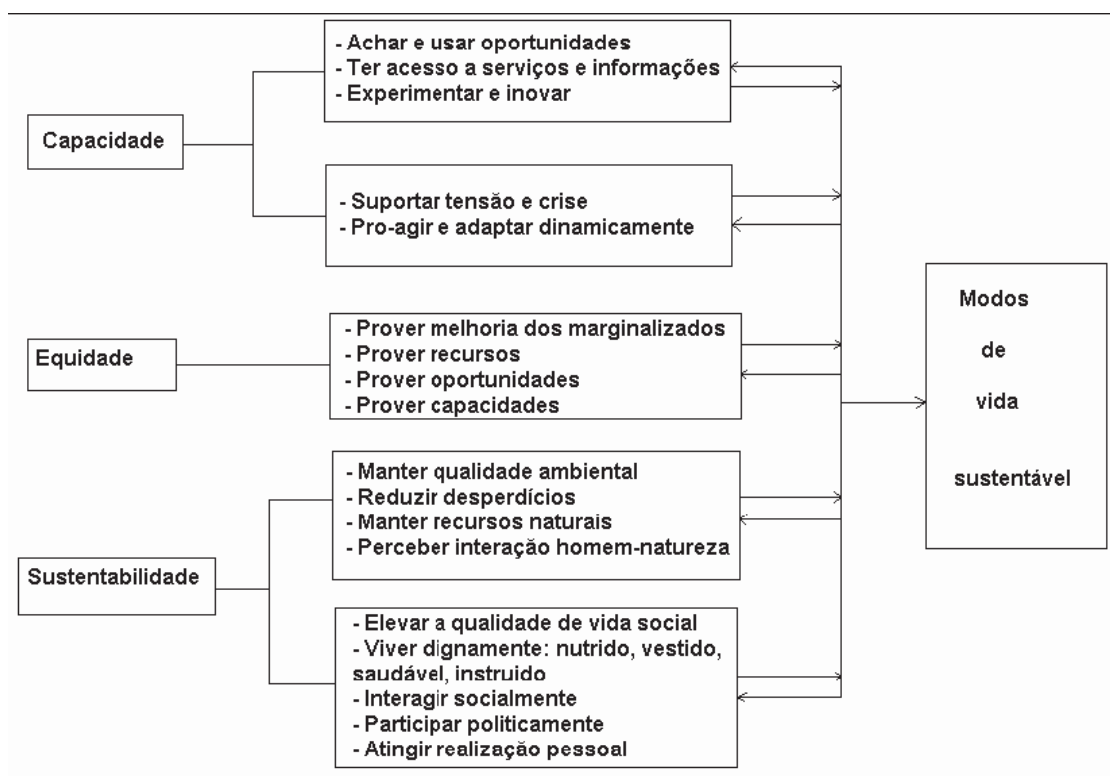 - Achar e usar oportunidades
- Ter acesso a serviços e informações
- Experimentar e inovar
Capacidade
- Suportar tensão e crise
- Pro-agir e adaptar dinamicamente
Modos
de
vida
sustentável
- Prover melhoria dos marginalizados
- Prover recursos
- Prover oportunidades
- Prover capacidades
Equidade
- Manter qualidade ambiental
- Reduzir desperdícios
- Manter recursos naturais
- Perceber interação homem-natureza
Sustentabilidade
- Elevar a qualidade de vida social
- Viver dignamente: nutrido, vestido,
saudável, instruido
- Interagir socialmente
- Participar politicamente
- Atingir realização pessoal